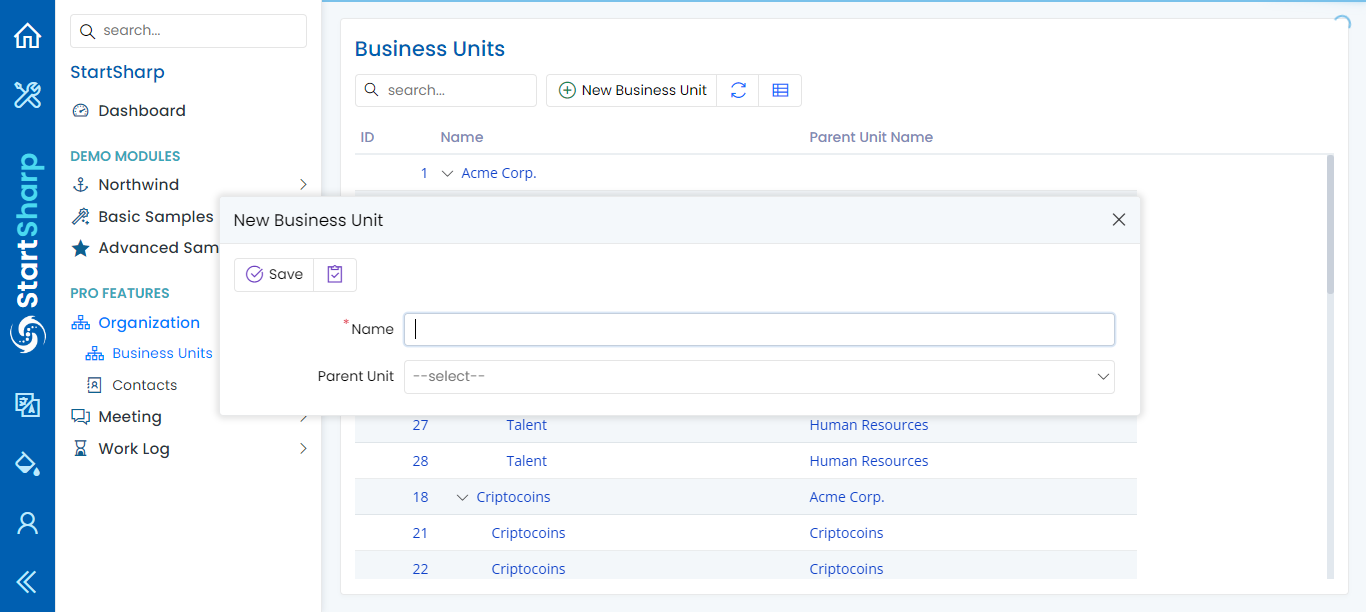 StartSharp
search...
StartSharp
Dashboard
DEMO MODULES
Northwind
Basic Samples
Advanced Sam
PRO FEATURES
Organization
Business Units
Contacts
Meeting
Work Log
Business Units
search...
New Business Unit
ID Name Parent Unit Name
1 Acme Corp.
New Business Unit
Save
* Name
Parent Unit --select--
27 Talent Human Resources
28 Talent Human Resources
18 Criptocoins Acme Corp.
21 Criptocoins Criptocoins
22 Criptocoins Criptocoins